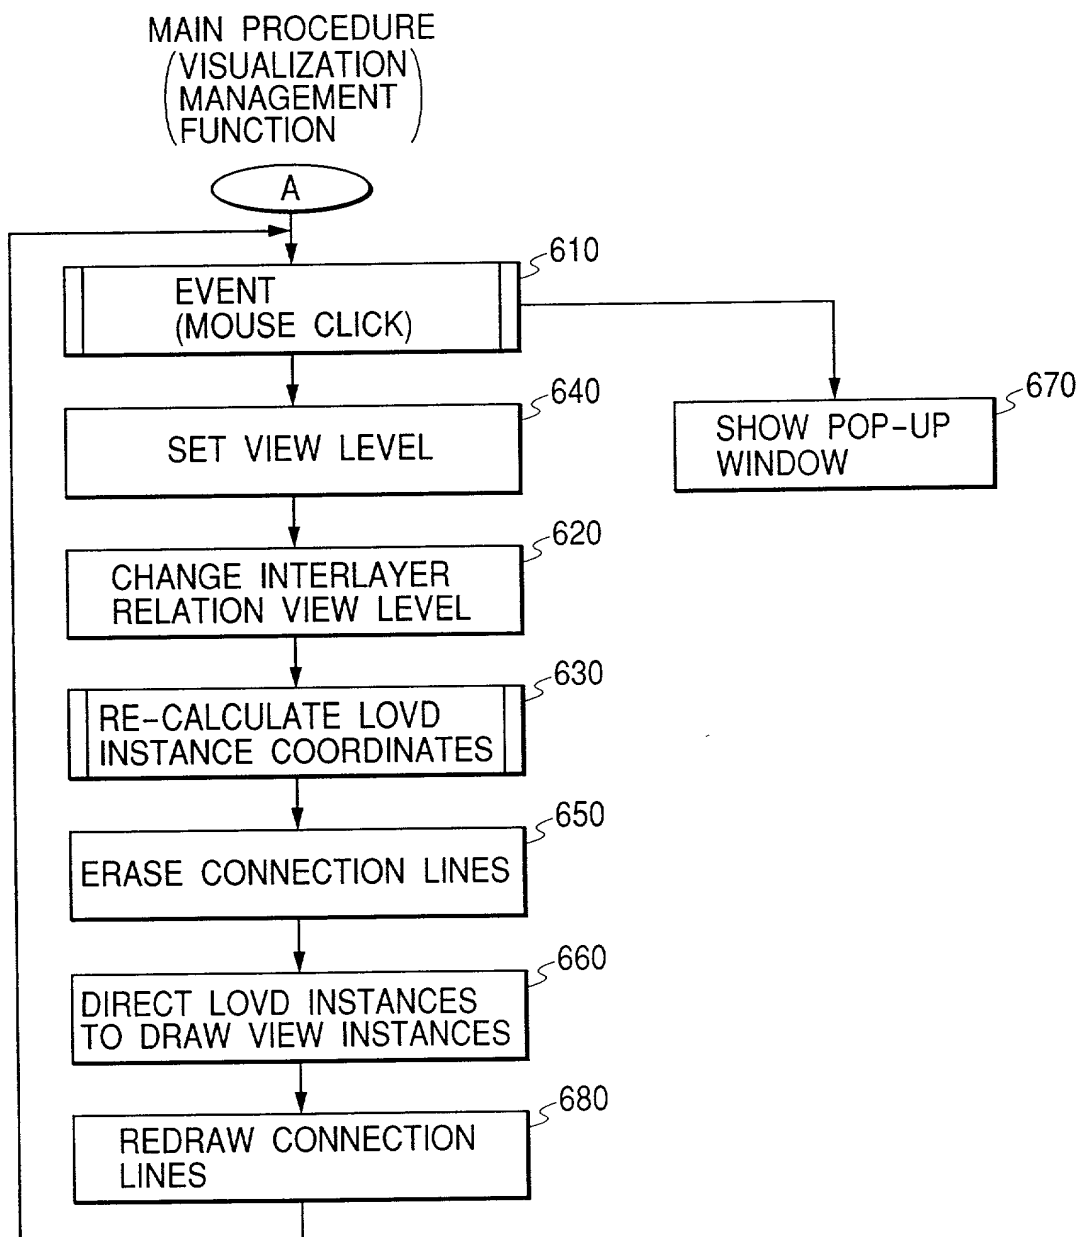 MAIN PROCEDURE
(VISUALIZATION
MANAGEMENT
FUNCTION)
A
610
EVENT
(MOUSE CLICK)
640
SET VIEW LEVEL
670
SHOW POP-UP
WINDOW
620
CHANGE INTERLAYER
RELATION VIEW LEVEL
630
RE-CALCULATE LOVD
INSTANCE COORDINATES
650
ERASE CONNECTION LINES
660
DIRECT LOVD INSTANCES
TO DRAW VIEW INSTANCES
680
REDRAW CONNECTION
LINES